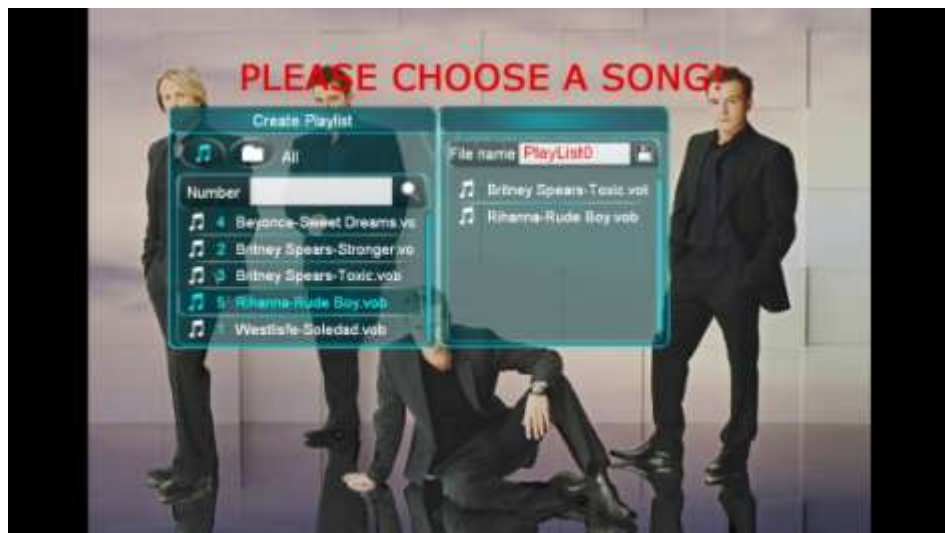 PLEASE CHOOSE A SONG!
Create Playlist
All
Number
4 Beyonce-Sweet Dreams.vo
2 Britney Spears-Stronger.vo
3 Britney Spears-Toxic.vob
5 Rihanna-Rude Boy.vob
Westlisfe-Soledad.vob
File name PlayList0
Britney Spears-Toxic.vob
Rihanna-Rude Boy.vob